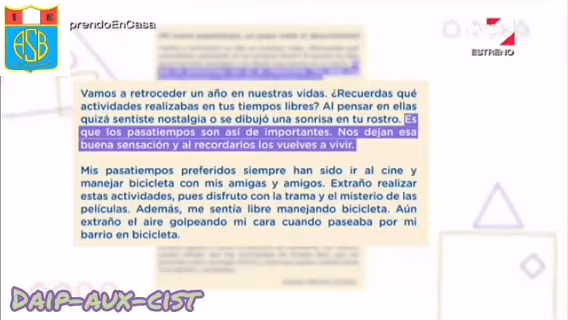 I E
ASB
prendoEnCasa
ESTRENO
Vamos a retroceder un año en nuestras vidas. ¿Recuerdas qué
actividades realizabas en tus tiempos libres? Al pensar en ellas
quizá sentiste nostalgia o se dibujó una sonrisa en tu rostro. Es
que los pasatiempos son así de importantes. Nos dejan esa
buena sensación y al recordarlos los vuelves a vivir.
Mis pasatiempos preferidos siempre han sido ir al cine y
manejar bicicleta con mis amigas y amigos. Extraño realizar
estas actividades, pues disfruto con la trama y el misterio de las
películas. Además, me sentía libre manejando bicicleta. Aún
extraño el aire golpeando mi cara cuando paseaba por mi
barrio en bicicleta.
DAIP-AUX-CIST